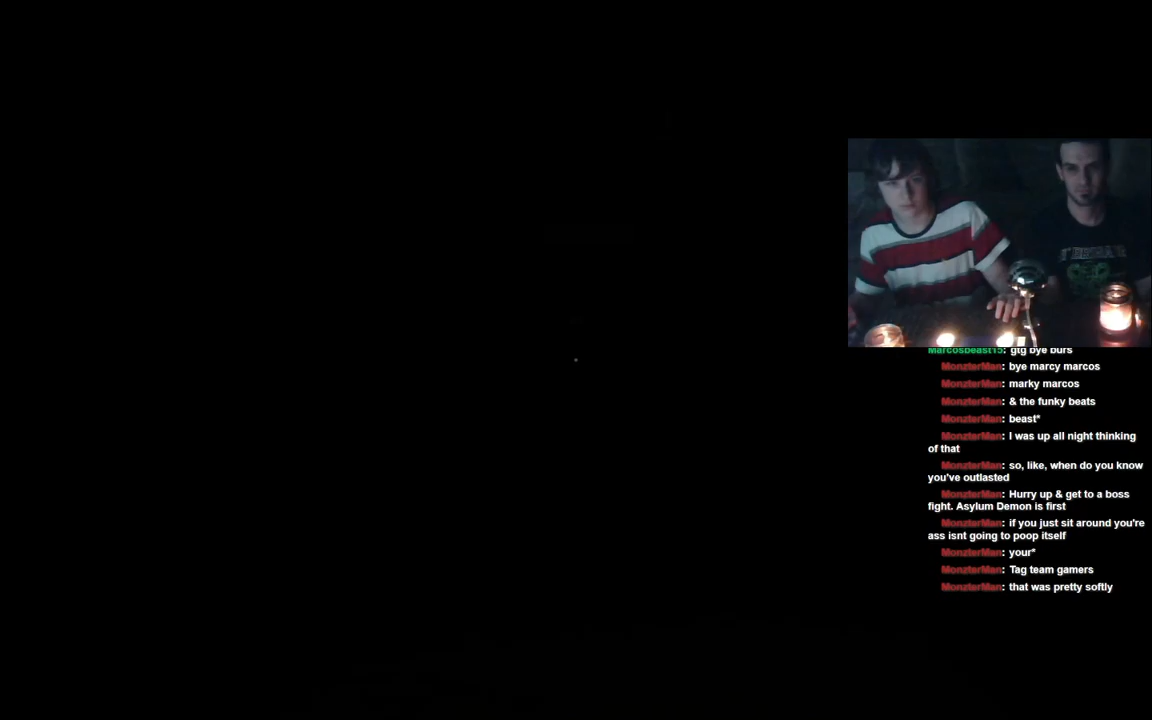 Marcosbeast15: gtg bye burs
MonzterMan: bye marcy marcos
MonzterMan: marky marcos
MonzterMan: & the funky beats
MonzterMan: beast*
MonzterMan: I was up all night thinking
of that
MonzterMan: so, like, when do you know
you've outlasted
MonzterMan: Hurry up & get to a boss
fight. Asylum Demon is first
MonzterMan: if you just sit around you're
ass isnt going to poop itself
MonzterMan: your*
MonzterMan: Tag team gamers
MonzterMan: that was pretty softly